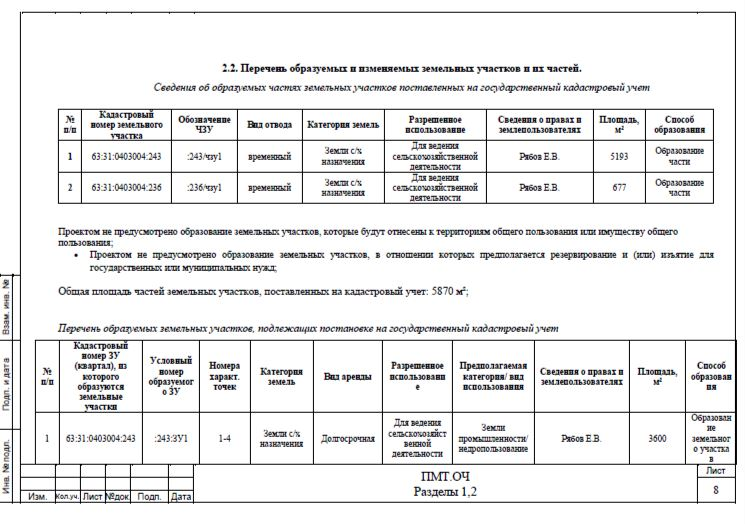 2.2. Перечень образуемых и изменяемых земельных участков и их частей.
Сведения об образуемых частях земельных участков поставленных на государственный кадастровый учет
№ п/п | Кадастровый номер земельного участка | Обозначение ЧЗУ | Вид отвода | Категория земель | Разрешенное использование | Сведения о правах и землепользователях | Площадь, м² | Способ образования
1 | 63:31:0403004:243 | :243/чзу1 | временный | Земли с/х назначения | Для ведения сельскохозяйственной деятельности | Рябов Е.В. | 5193 | Образование части
2 | 63:31:0403004:236 | :236/чзу1 | временный | Земли с/х назначения | Для ведения сельскохозяйственной деятельности | Рябов Е.В. | 677 | Образование части
Проектом не предусмотрено образование земельных участков, которые будут отнесены к территориям общего пользования или имуществу общего
пользования;
• Проектом не предусмотрено образование земельных участков, в отношении которых предполагается резервирование и (или) изъятие для
государственных или муниципальных нужд;
Общая площадь частей земельных участков, поставленных на кадастровый учет: 5870 м²;
Перечень образуемых земельных участков, подлежащих постановке на государственный кадастровый учет
№ п/п | Кадастровый номер ЗУ (квартал), из которого образуются земельные участки | Условный номер образуемого ЗУ | Номера характ. точек | Категория земель | Вид аренды | Разрешенное использование | Предполагаемая категория/ вид использования | Сведения о правах и землепользователях | Площадь, м² | Способ образования
1 | 63:31:0403004:243 | :243:ЗУ1 | 1-4 | Земли с/х назначения | Долгосрочная | Для ведения сельскохозяйственной деятельности | Земли промышленности/ недропользование | Рябов Е.В. | 3600 | Образование земельного участка в
Взам. инв. №
Подп. и дата
Инв. № подл.
Изм. Кол.уч. Лист №док Подп. Дата
ПМТ.ОЧ
Разделы 1,2
Лист
8